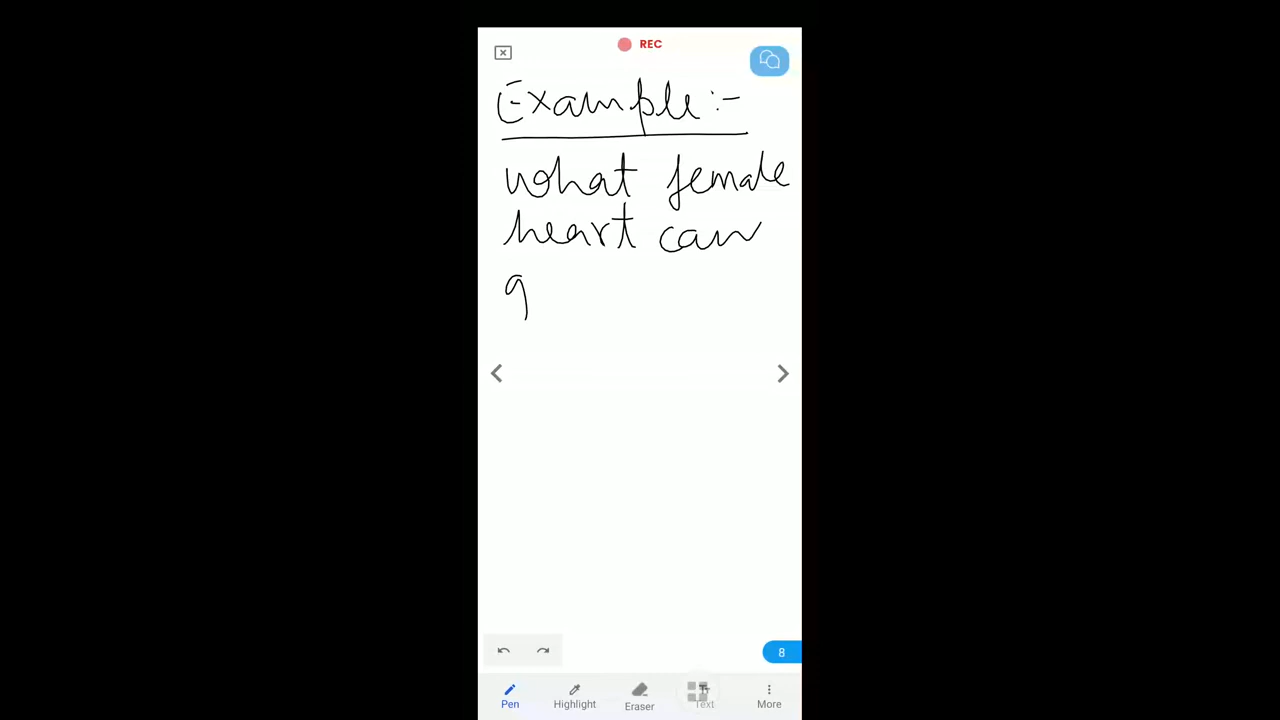 REC
Example :-
what female
heart can
g
8
Pen
Highlight
Eraser
Text
More